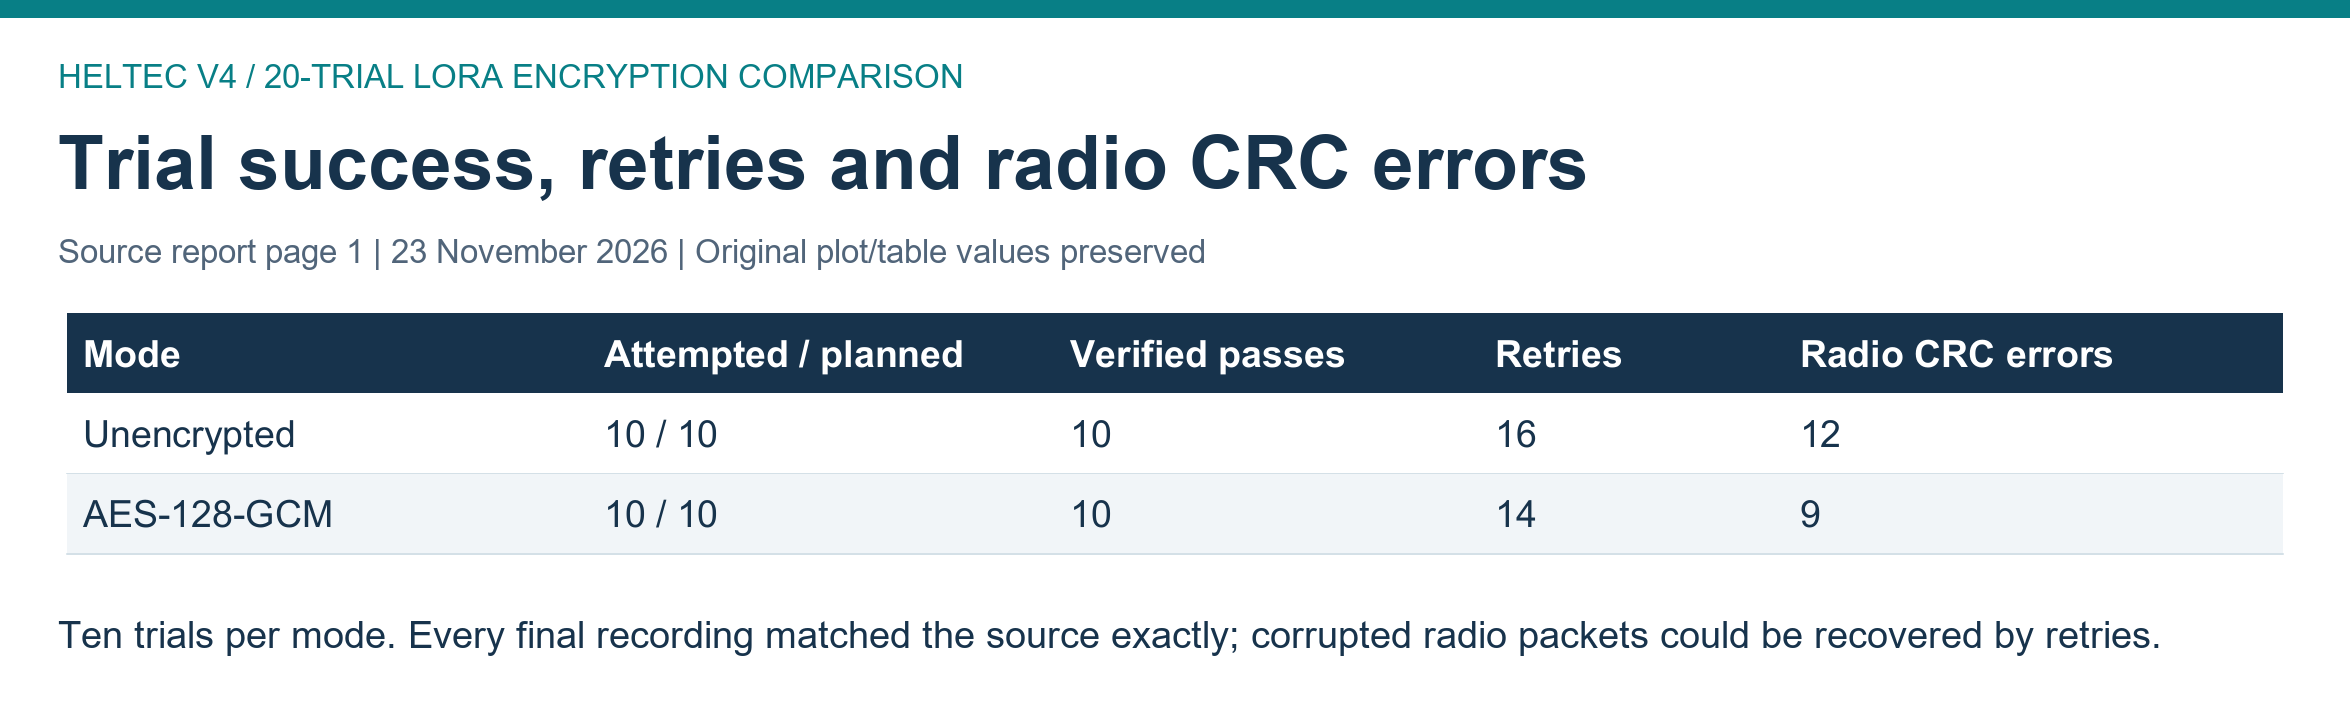 HELTEC V4 / 20-TRIAL LORA ENCRYPTION COMPARISON
Trial success, retries and radio CRC errors
Source report page 1 | 23 November 2026 | Original plot/table values preserved
Mode Attempted / planned Verified passes Retries Radio CRC errors
Unencrypted 10 / 10 10 16 12
AES-128-GCM 10 / 10 10 14 9
Ten trials per mode. Every final recording matched the source exactly; corrupted radio packets could be recovered by retries.